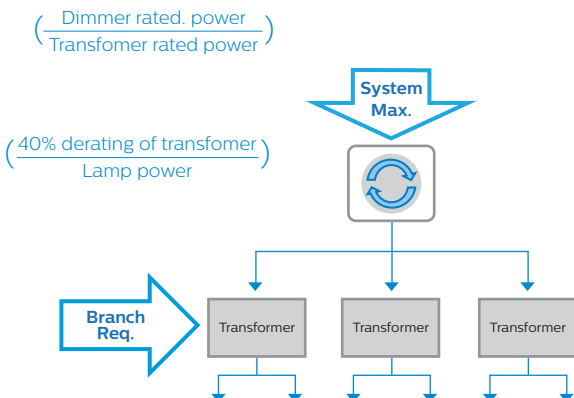 (Dimmer rated. power
Transfomer rated power)
System
Max.
(40% derating of transfomer
Lamp power)
Branch
Req.
Transformer
Transformer
Transformer